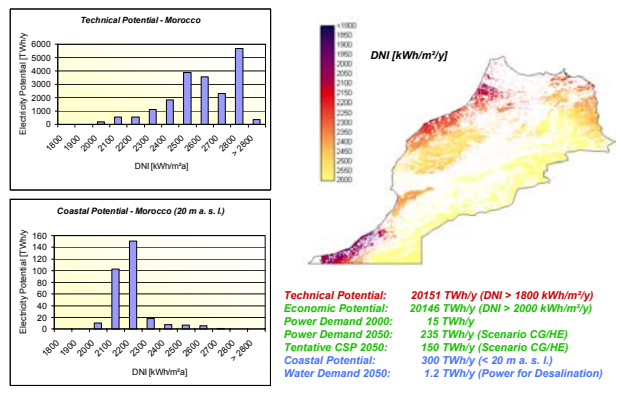 Technical Potential - Morocco
Electricity Potential [TWh/y
6000
5000
4000
3000
2000
1000
0
1800 1900 2000 2100 2200 2300 2400 2500 2600 2700 2800 > 2800
DNI [kWh/m²a]
Coastal Potential - Morocco (20 m a. s. l.)
Electricity Potential [TWh/y
160
140
120
100
80
60
40
20
0
1800 1900 2000 2100 2200 2300 2400 2500 2600 2700 2800 > 2800
DNI [kWh/m²a]
DNI [kWh/m²/y]
<1800
1800
1850
1900
1950
2000
2050
2100
2150
2200
2250
2300
2350
2400
2450
2500
2550
2600
Technical Potential: 20151 TWh/y (DNI > 1800 kWh/m²/y)
Economic Potential: 20146 TWh/y (DNI > 2000 kWh/m²/y)
Power Demand 2000: 15 TWh/y
Power Demand 2050: 235 TWh/y (Scenario CG/HE)
Tentative CSP 2050: 150 TWh/y (Scenario CG/HE)
Coastal Potential: 300 TWh/y (< 20 m a. s. l.)
Water Demand 2050: 1.2 TWh/y (Power for Desalination)